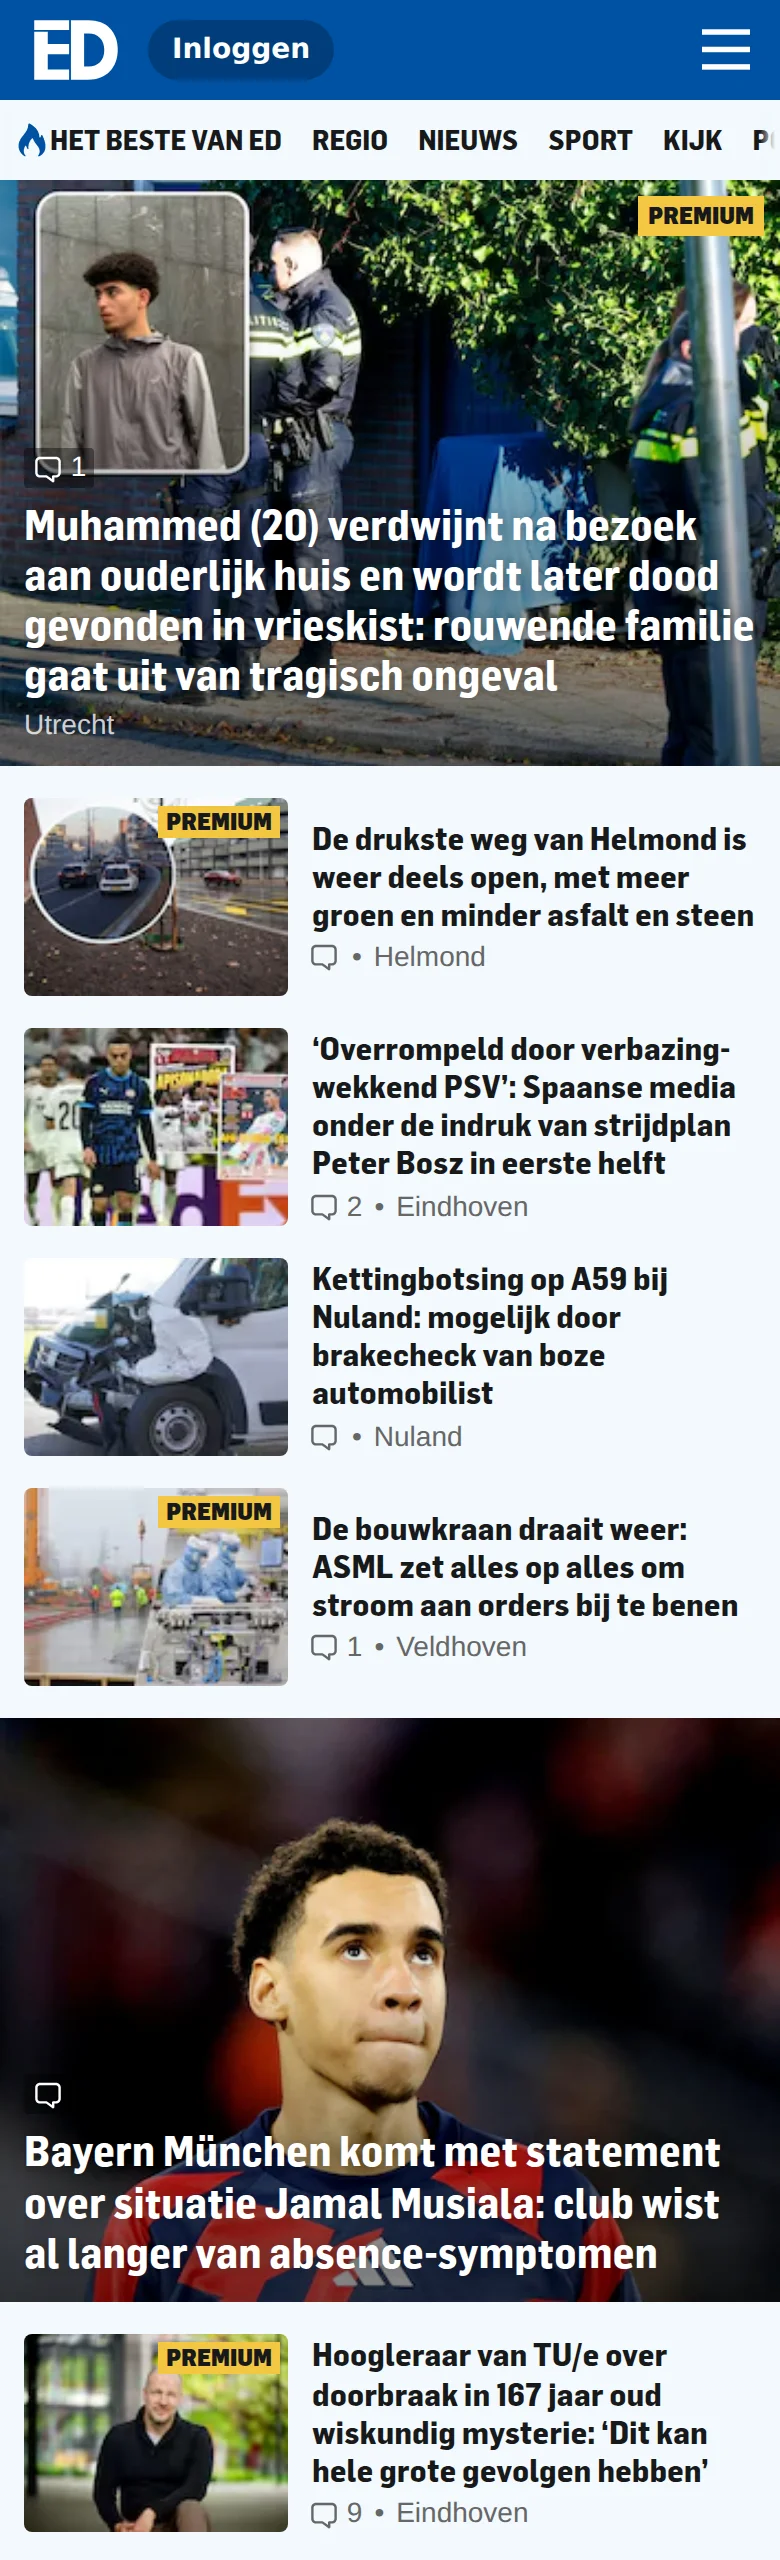 ED
Inloggen
HET BESTE VAN ED
REGIO
NIEUWS
SPORT
KIJK
PREMIUM
1
Muhammed (20) verdwijnt na bezoek
aan ouderlijk huis en wordt later dood
gevonden in vrieskist: rouwende familie
gaat uit van tragisch ongeval
Utrecht
PREMIUM
De drukste weg van Helmond is
weer deels open, met meer
groen en minder asfalt en steen
• Helmond
‘Overrompeld door verbazing-
wekkend PSV’: Spaanse media
onder de indruk van strijdplan
Peter Bosz in eerste helft
2 • Eindhoven
Kettingbotsing op A59 bij
Nuland: mogelijk door
brakecheck van boze
automobilist
• Nuland
PREMIUM
De bouwkraan draait weer:
ASML zet alles op alles om
stroom aan orders bij te benen
1 • Veldhoven
Bayern München komt met statement
over situatie Jamal Musiala: club wist
al langer van absence-symptomen
PREMIUM
Hoogleraar van TU/e over
doorbraak in 167 jaar oud
wiskundig mysterie: ‘Dit kan
hele grote gevolgen hebben’
9 • Eindhoven